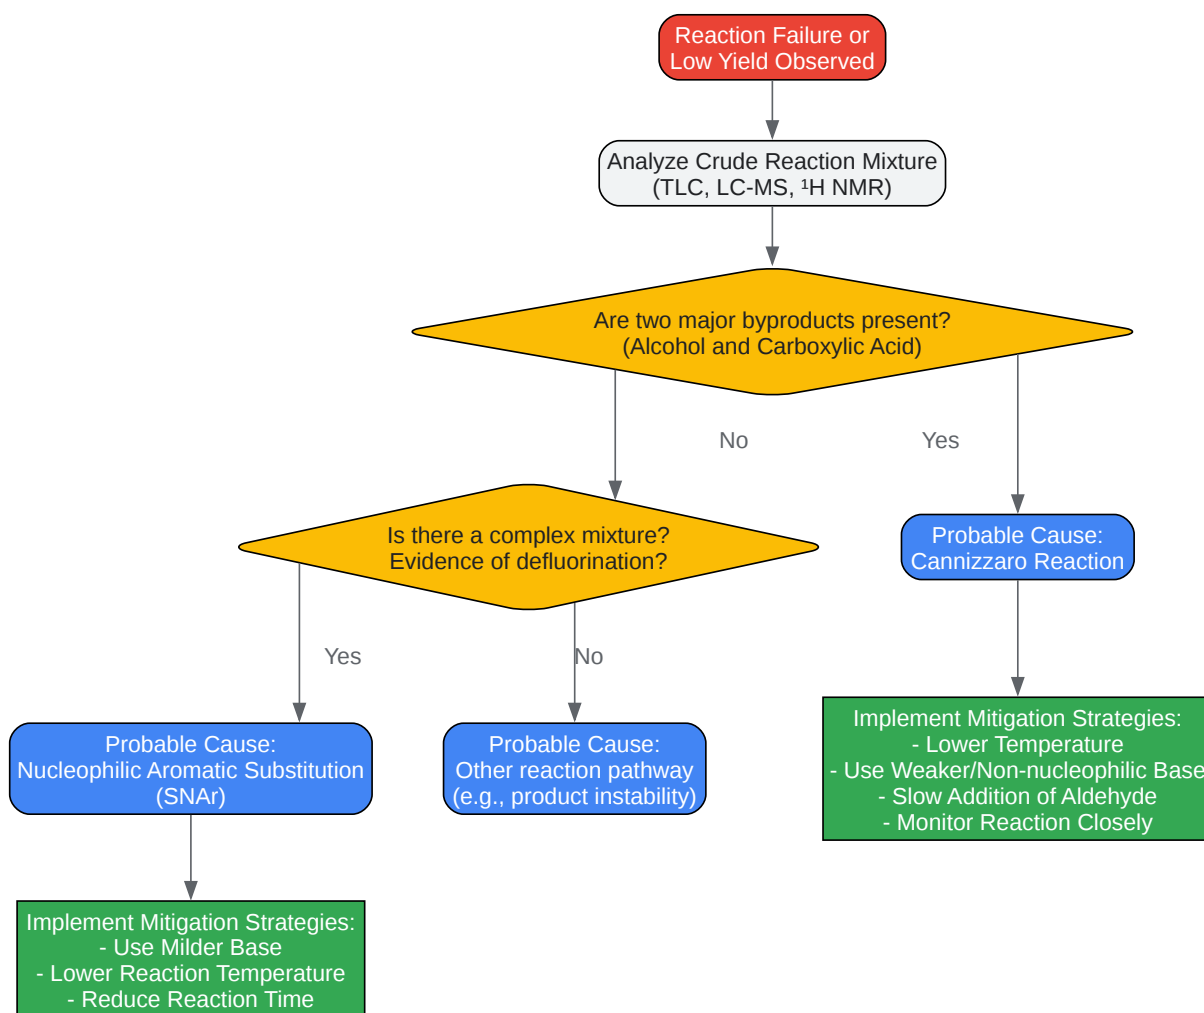 Reaction Failure or
Low Yield Observed
Analyze Crude Reaction Mixture
(TLC, LC-MS, ¹H NMR)
Are two major byproducts present?
(Alcohol and Carboxylic Acid)
No
Yes
Is there a complex mixture?
Evidence of defluorination?
Probable Cause:
Cannizzaro Reaction
Yes
No
Probable Cause:
Nucleophilic Aromatic Substitution
(SNAr)
Probable Cause:
Other reaction pathway
(e.g., product instability)
Implement Mitigation Strategies:
- Lower Temperature
- Use Weaker/Non-nucleophilic Base
- Slow Addition of Aldehyde
- Monitor Reaction Closely
Implement Mitigation Strategies:
- Use Milder Base
- Lower Reaction Temperature
- Reduce Reaction Time